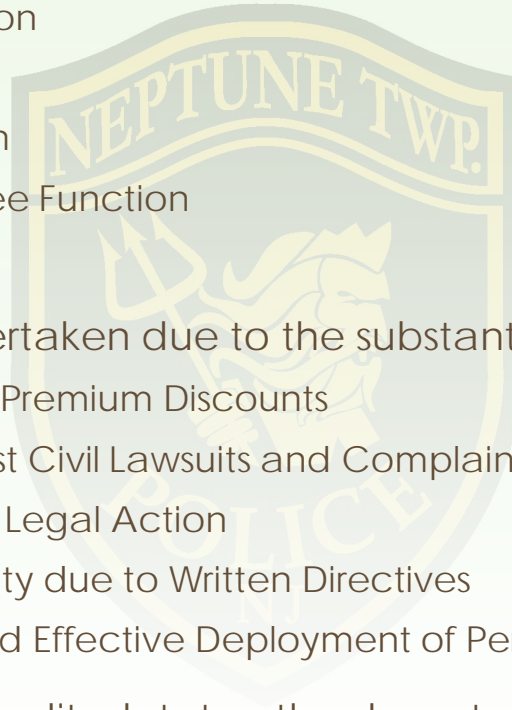 on
NEPTUNE TWP.
n
ee Function
ertaken due to the substant
Premium Discounts
st Civil Lawsuits and Complain
Legal Action
POLICE
ty due to Written Directives
NJ
d Effective Deployment of Pe